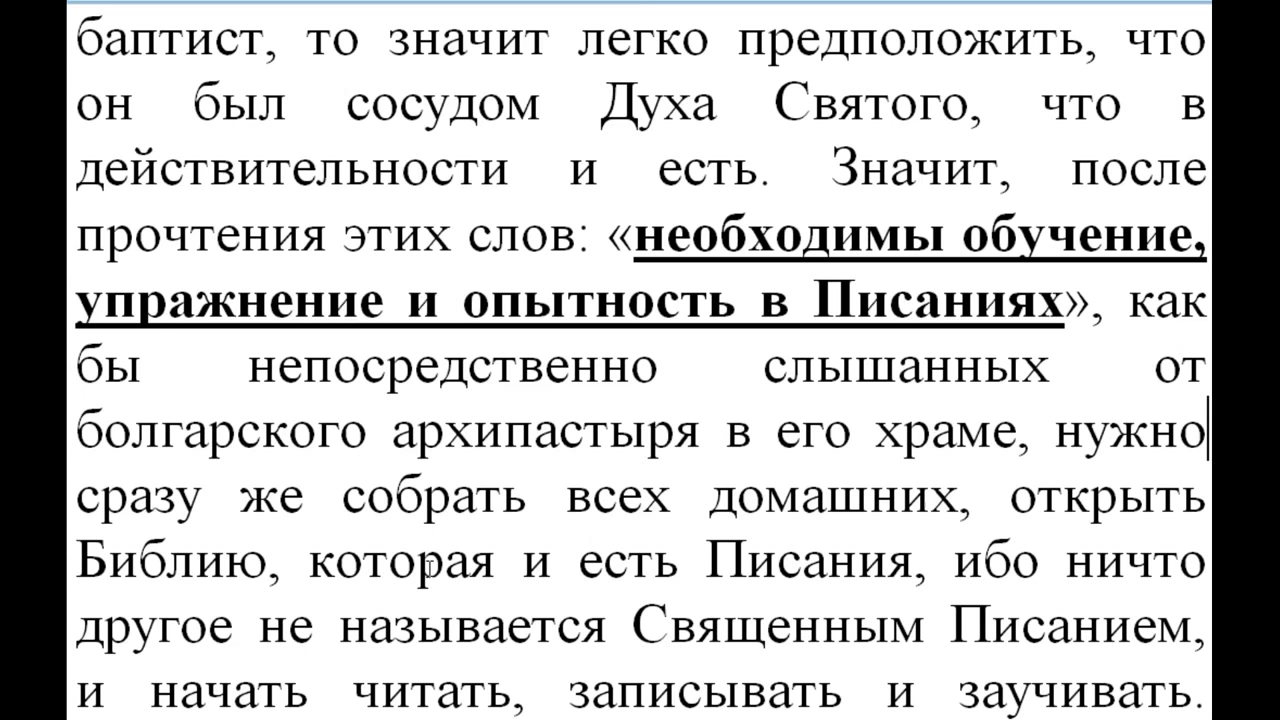 баптист, то значит легко предположить, что
он был сосудом Духа Святого, что в
действительности и есть. Значит, после
прочтения этих слов: «необходимы обучение,
упражнение и опытность в Писаниях», как
бы непосредственно слышанных от
болгарского архипастыря в его храме, нужно
сразу же собрать всех домашних, открыть
Библию, которая и есть Писания, ибо ничто
другое не называется Священным Писанием,
и начать читать, записывать и заучивать.